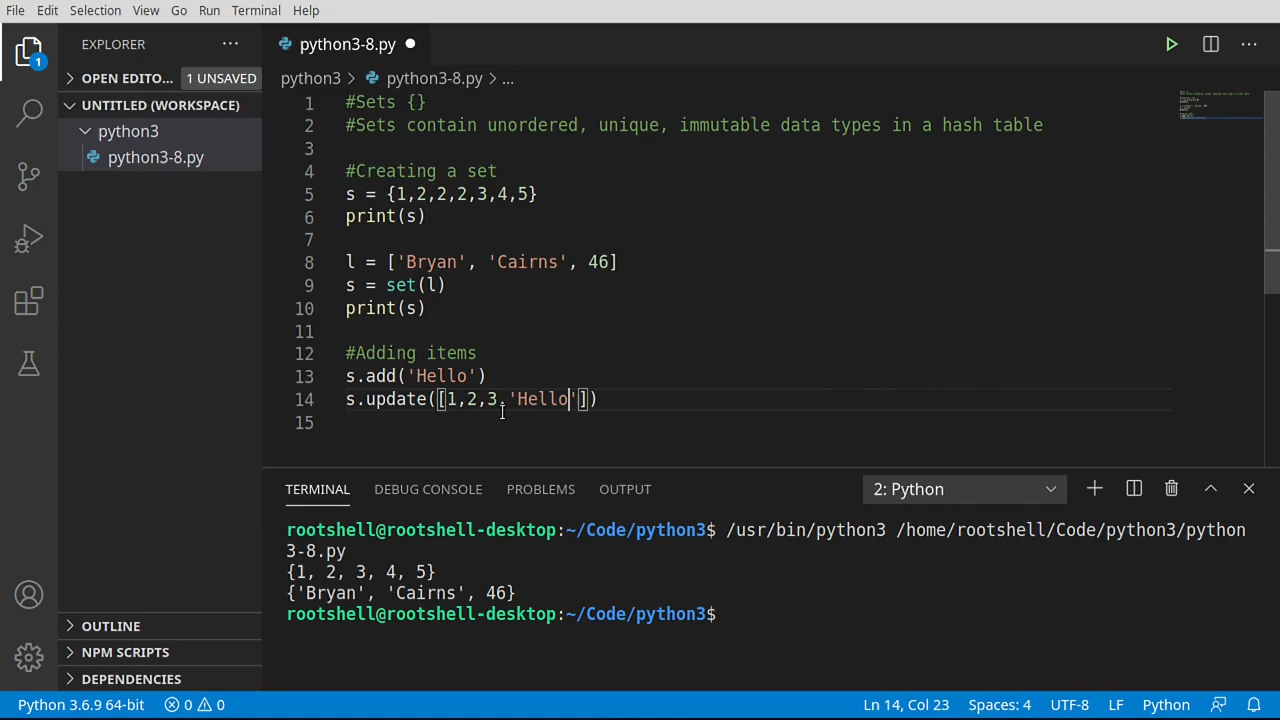 File Edit Selection View Go Run Terminal Help
EXPLORER
python3-8.py
OPEN EDITO... 1 UNSAVED
UNTITLED (WORKSPACE)
python3
python3-8.py
1
python3 > python3-8.py > ...
1 #Sets {}
2 #Sets contain unordered, unique, immutable data types in a hash table
3
4 #Creating a set
5 s = {1,2,2,2,3,4,5}
6 print(s)
7
8 l = ['Bryan', 'Cairns', 46]
9 s = set(l)
10 print(s)
11
12 #Adding items
13 s.add('Hello')
14 s.update([1,2,3,'Hello'])
15
TERMINAL DEBUG CONSOLE PROBLEMS OUTPUT 2: Python
rootshell@rootshell-desktop:~/Code/python3$ /usr/bin/python3 /home/rootshell/Code/python3/python
3-8.py
{1, 2, 3, 4, 5}
{'Bryan', 'Cairns', 46}
rootshell@rootshell-desktop:~/Code/python3$
OUTLINE
NPM SCRIPTS
DEPENDENCIES
Python 3.6.9 64-bit 0 0 Ln 14, Col 23 Spaces: 4 UTF-8 LF Python